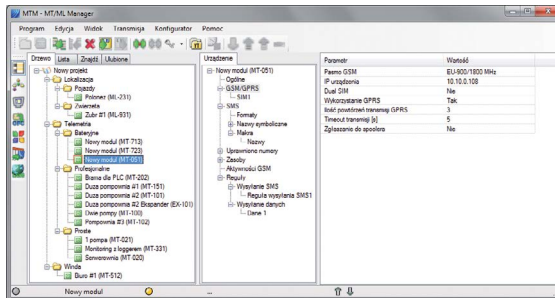 MTM - MT/ML Manager
Program Edycja Widok Transmisja Konfigurator Pomoc
Drzewo Lista Znajdź Ulubione
Nowy projekt
Lokalizacja
Pojazdy
Polonez (ML-231)
Zwierzeta
Zubr #1 (ML-931)
Telemetria
Bateryjne
Nowy moduł (MT-713)
Nowy moduł (MT-723)
Nowy moduł (MT-051)
Profesjonalne
Brama dla PLC (MT-202)
Duza pompownia #1 (MT-151)
Duza pompownia #2 (MT-101)
Duza pompownia #2 Ekspander (EX-101)
Dwie pompy (MT-100)
Pompownia #3 (MT-102)
Proste
1 pompa (MT-021)
Monitoring z loggerem (MT-331)
Serwerownia (MT-020)
Winda
Biuro #1 (MT-512)
Urządzenie
Nowy moduł (MT-051)
Ogólne
GSM/GPRS
SIM1
SMS
Formaty
Nazwy symboliczne
Makra
Nazwy
Uprawnione numery
Zasoby
Aktywności GSM
Reguły
Wysyłanie SMS
Reguła wysyłania SMS1
Wysyłanie danych
Dane 1
Parametr Wartość
Pasmo GSM EU-900/1800 MHz
IP urządzenia 10.10.0.108
Dual SIM Nie
Wykorzystanie GPRS Tak
Ilość powtórzeń transmisji GPRS 3
Timeout transmisji [s] 5
Zgłaszanie do spoolera Nie
Nowy moduł ...